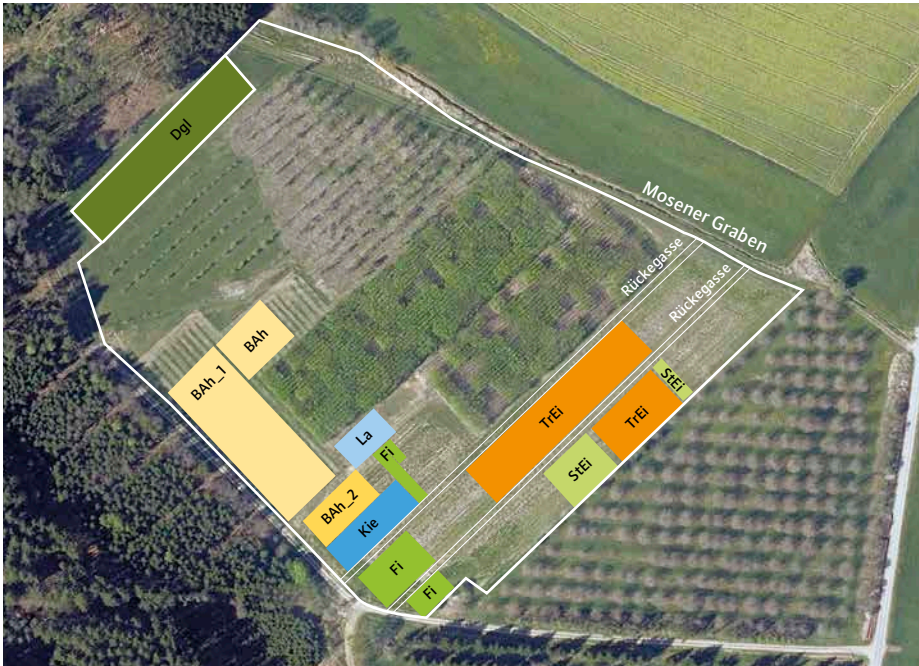 Dgl
Mosener Graben
Rückegasse
Rückegasse
BAh
BAh_1
StEi
TrEi
TrEi
La
Fi
StEi
BAh_2
Kie
Fi
Fi